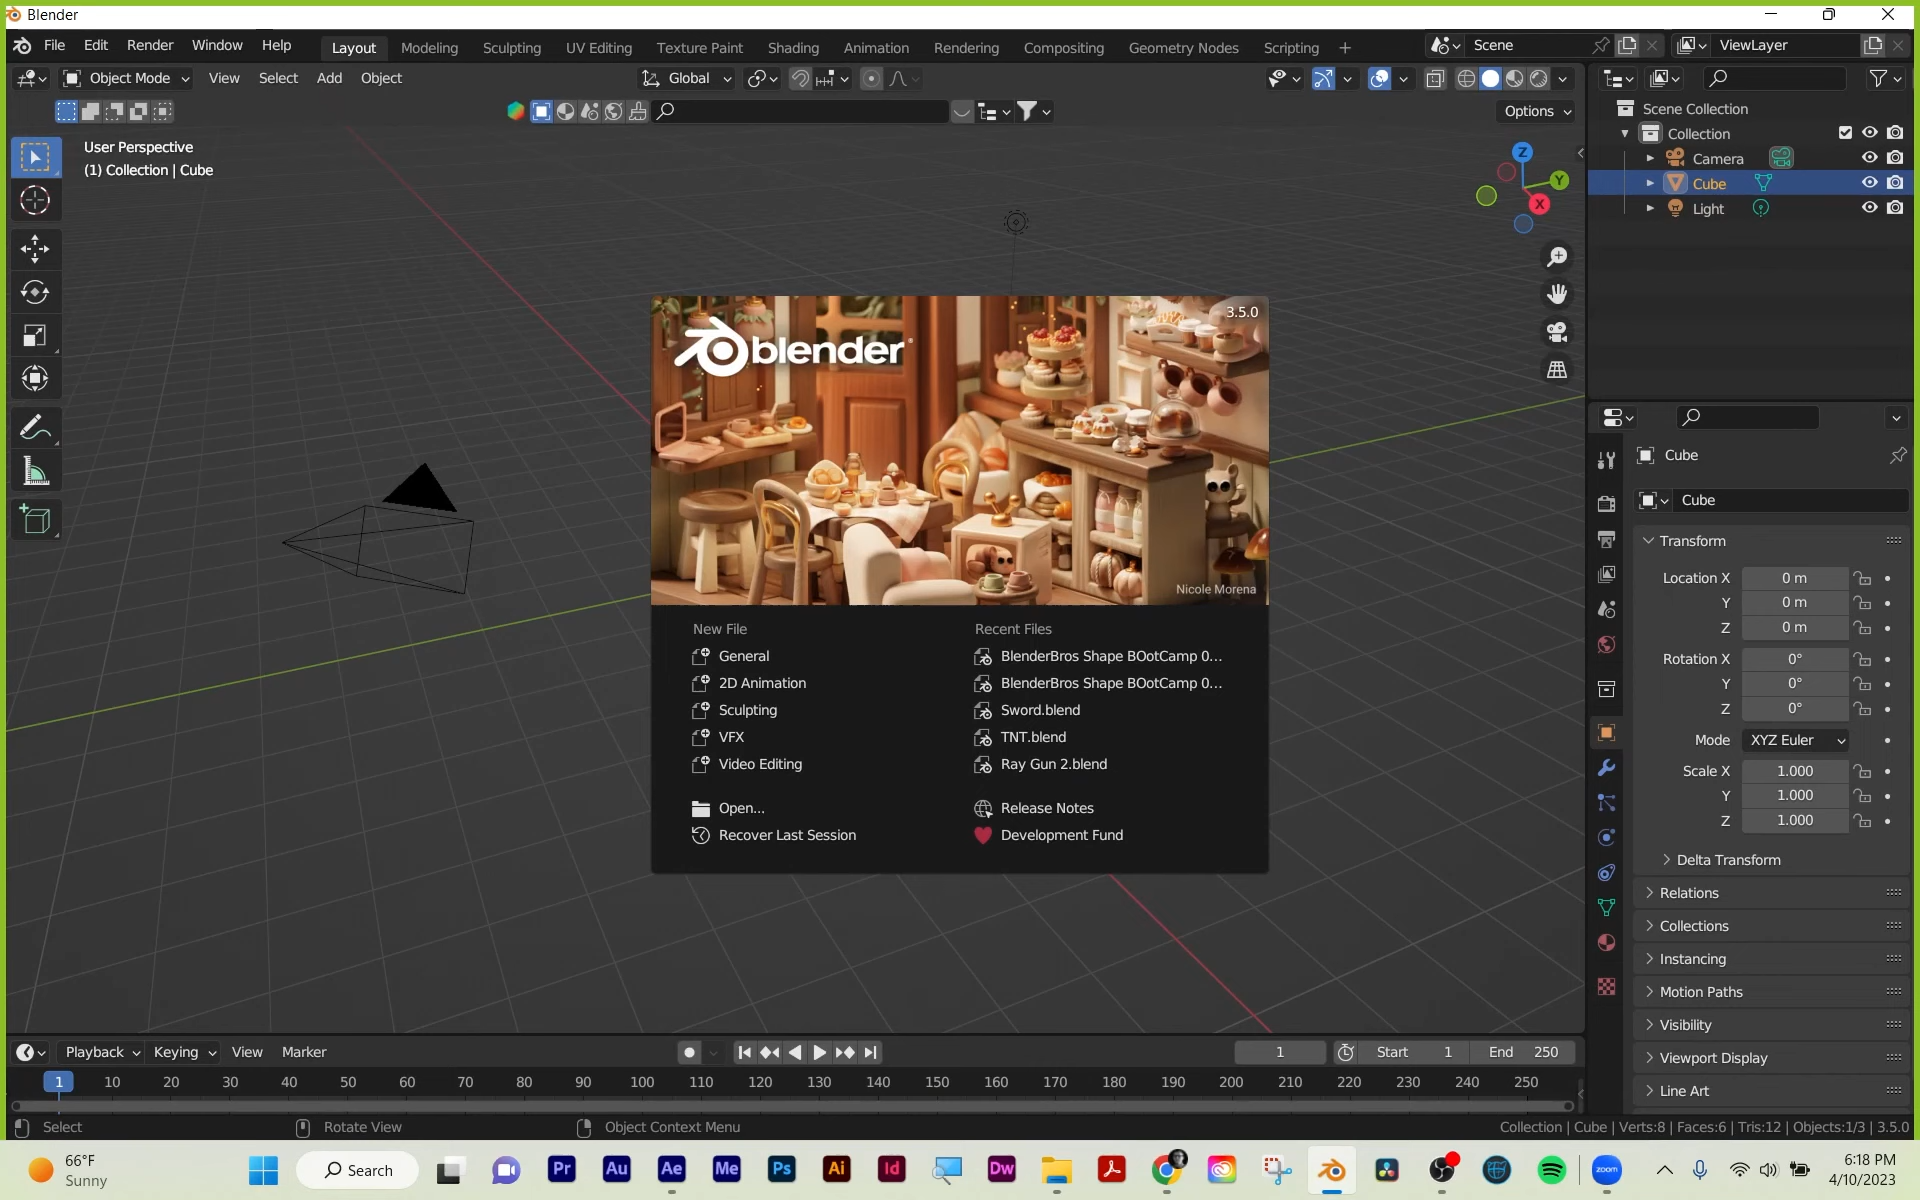 Blender
File Edit Render Window Help Layout Modeling Sculpting UV Editing Texture Paint Shading Animation Rendering Compositing Geometry Nodes Scripting + Scene ViewLayer
Object Mode View Select Add Object Global
Options
User Perspective
(1) Collection | Cube
Z
Y
X
Scene Collection
Collection
Camera
Cube
Light
3.5.0
blender
Nicole Morena
New File
General
2D Animation
Sculpting
VFX
Video Editing
Open...
Recover Last Session
Recent Files
BlenderBros Shape BOotCamp 0...
BlenderBros Shape BOotCamp 0...
Sword.blend
TNT.blend
Ray Gun 2.blend
Release Notes
Development Fund
Cube
Cube
Transform
Location X 0 m
Y 0 m
Z 0 m
Rotation X 0°
Y 0°
Z 0°
Mode XYZ Euler
Scale X 1.000
Y 1.000
Z 1.000
Delta Transform
Relations
Collections
Instancing
Motion Paths
Visibility
Viewport Display
Line Art
Playback Keying View Marker 1 Start 1 End 250
1 10 20 30 40 50 60 70 80 90 100 110 120 130 140 150 160 170 180 190 200 210 220 230 240 250
Select Rotate View Object Context Menu Collection | Cube | Verts:8 | Faces:6 | Tris:12 | Objects:1/3 | 3.5.0
66°F
Sunny
Search
Pr Au Ae Me Ps Ai Id Dw zoom
6:18 PM
4/10/2023